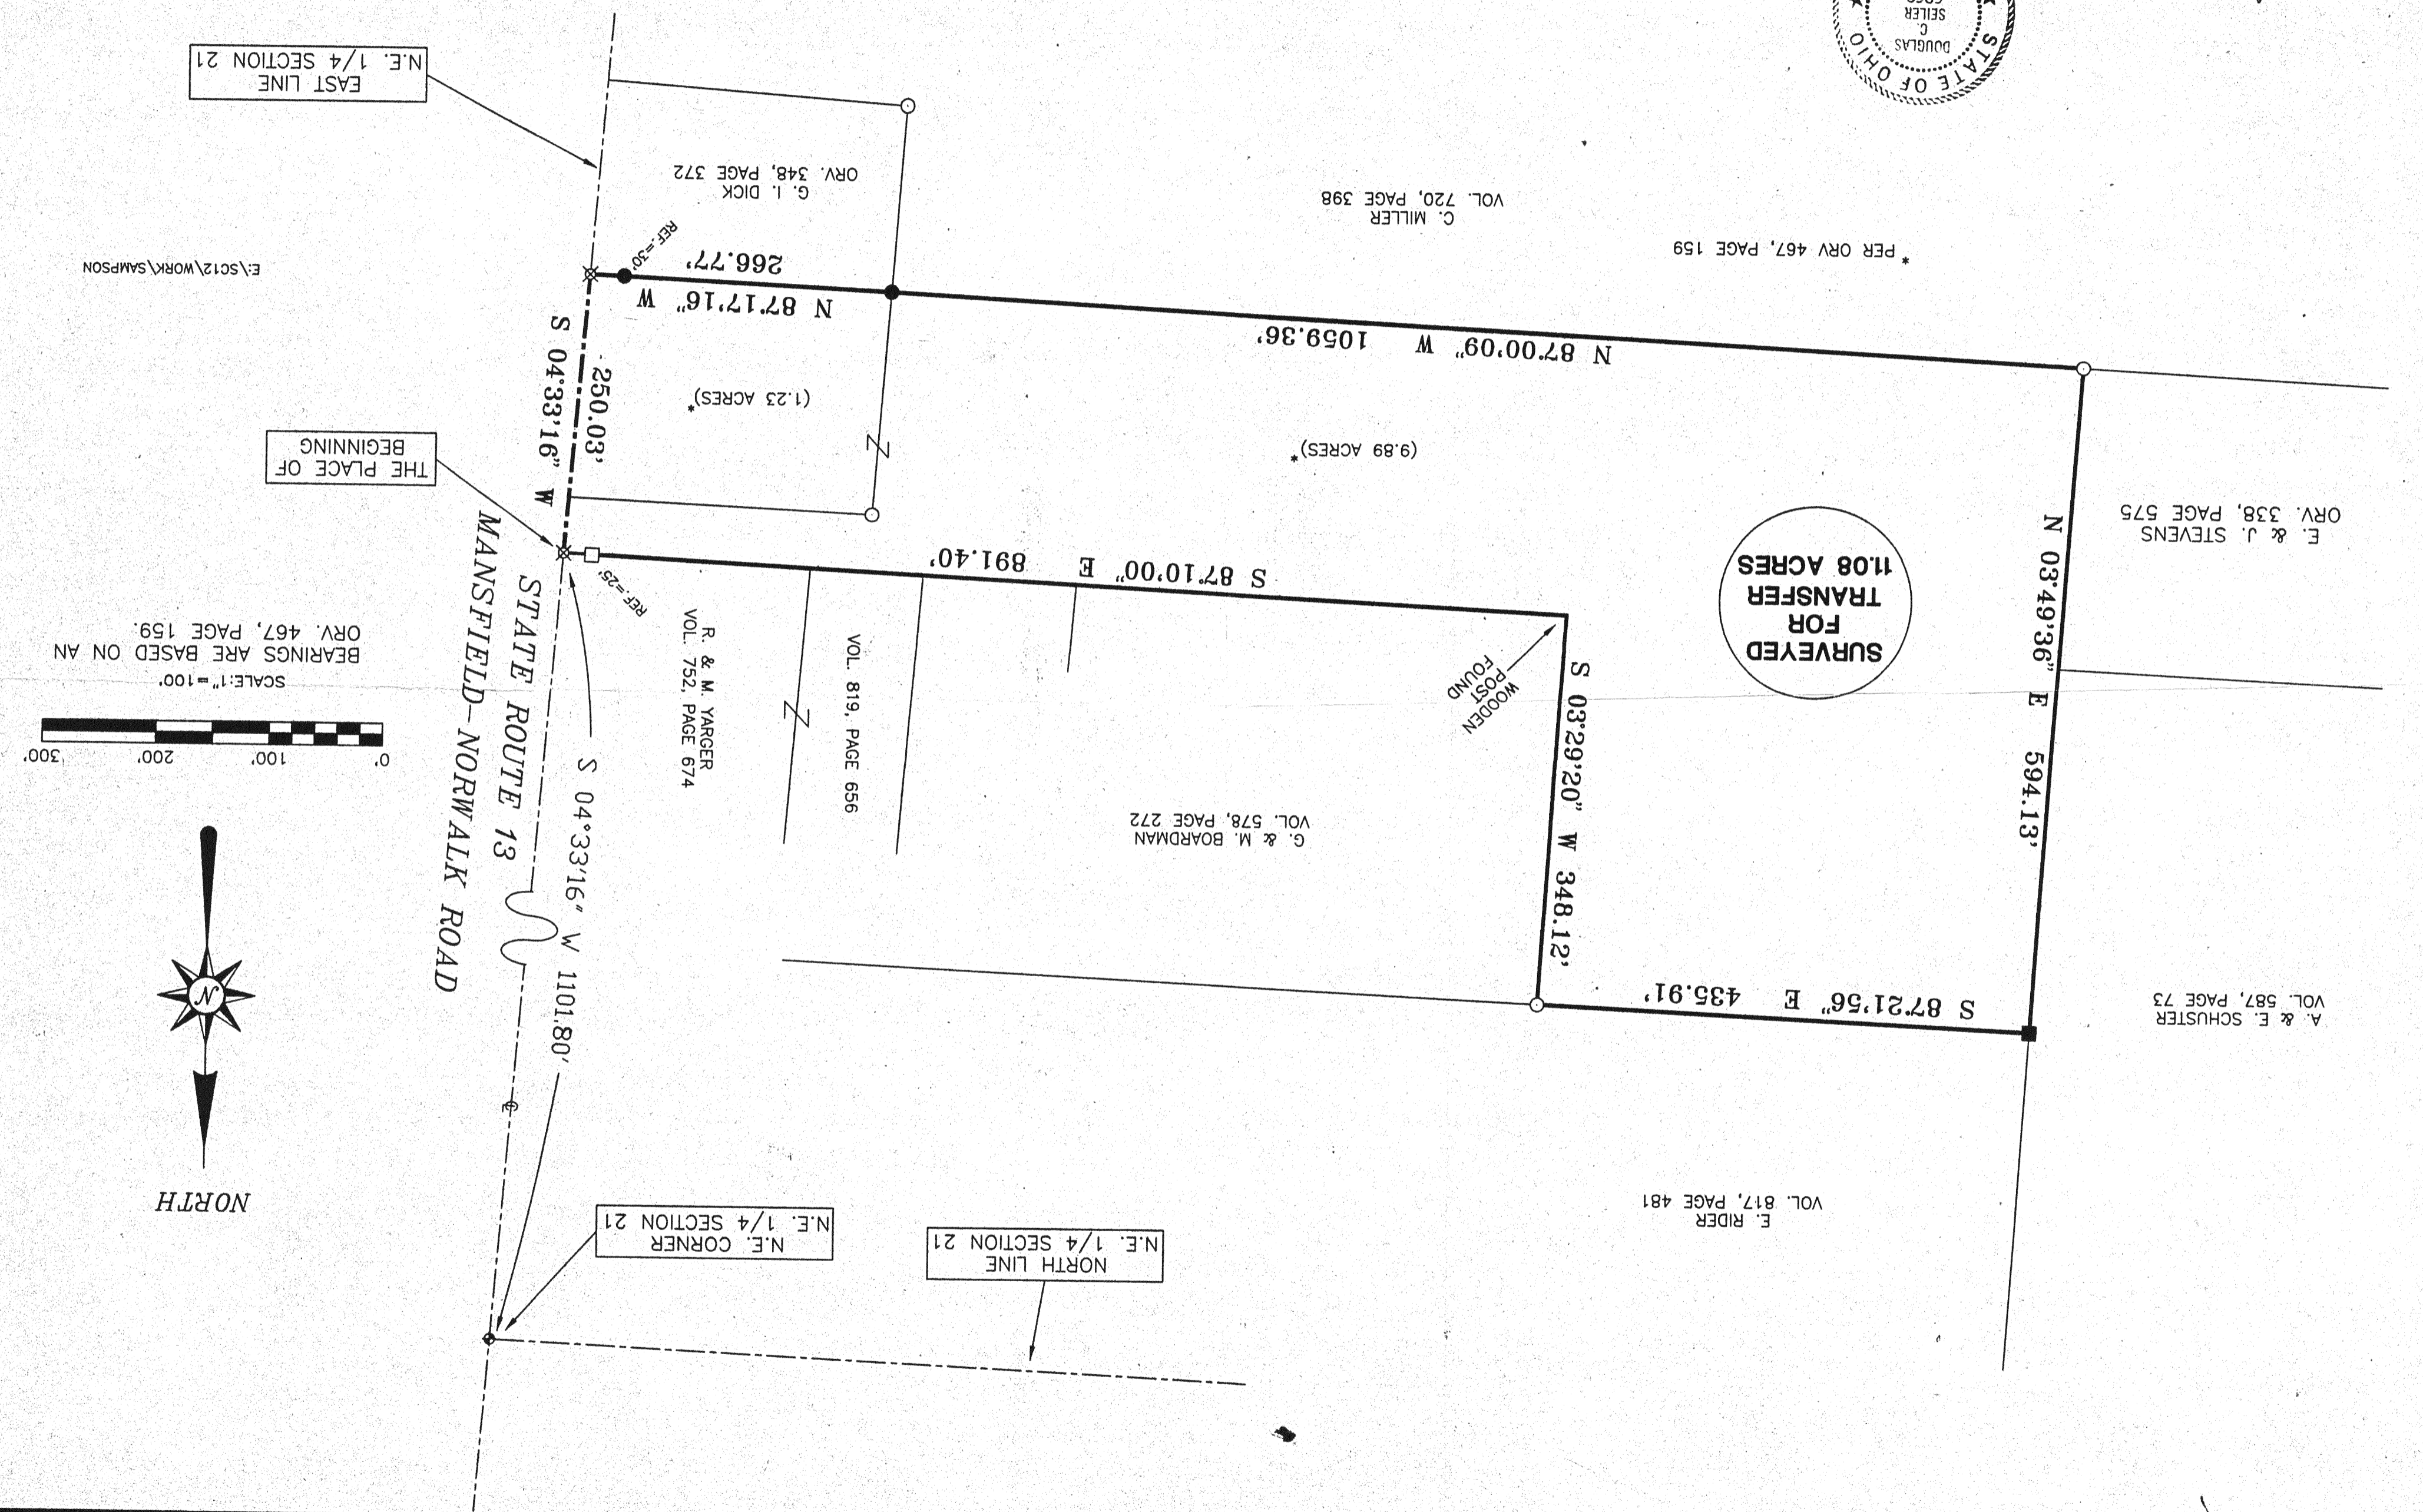 NORTH LINE
N.E. 1/4 SECTION 21
N.E. CORNER
N.E. 1/4 SECTION 21
NORTH
N
E. RIDER
VOL. 817, PAGE 481
A. & E. SCHUSTER
VOL. 587, PAGE 73
S 87°21'56" E 435.91'
S 03°29'20" W 348.12'
N 03°49'36" E 594.13'
G. & M. BOARDMAN
VOL. 578, PAGE 272
VOL. 819, PAGE 656
R. & M. YARGER
VOL. 752, PAGE 674
S 04°33'16" W 1101.80'
STATE ROUTE 13
MANSFIELD-NORWALK ROAD
0' 100' 200' 300'
SCALE:1"=100'
BEARINGS ARE BASED ON AN
ORV. 467, PAGE 159.
WOODEN
POST
FOUND
SURVEYED
FOR
TRANSFER
11.08 ACRES
REF.=25'
S 87°10'00" E 891.40'
E. & J. STEVENS
ORV. 338, PAGE 575
THE PLACE OF
BEGINNING
(9.89 ACRES)*
(1.23 ACRES)*
S 04°33'16" W
250.03'
N 87°00'09" W 1059.36'
N 87°17'16" W
266.77'
REF.=30'
E:\SC12\WORK\SAMPSON
* PER ORV 467, PAGE 159
C. MILLER
VOL. 720, PAGE 398
G. I. DICK
ORV. 348, PAGE 372
EAST LINE
N.E. 1/4 SECTION 21
STATE OF OHIO
DOUGLAS
C.
SEILER